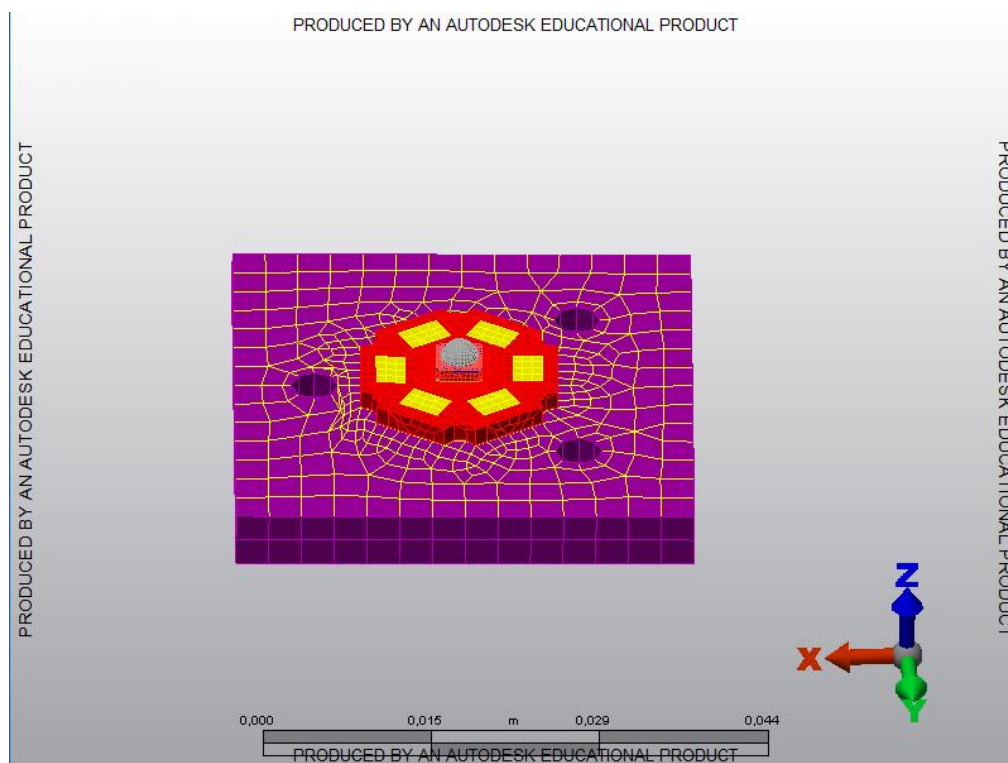 PRODUCED BY AN AUTODESK EDUCATIONAL PRODUCT
PRODUCED BY AN AUTODESK EDUCATIONAL PRODUCT
PRODUCED BY AN AUTODESK EDUCATIONAL PRODUCT
Z
X
Y
0,000 0,015 m 0,029 0,044
PRODUCED BY AN AUTODESK EDUCATIONAL PRODUCT